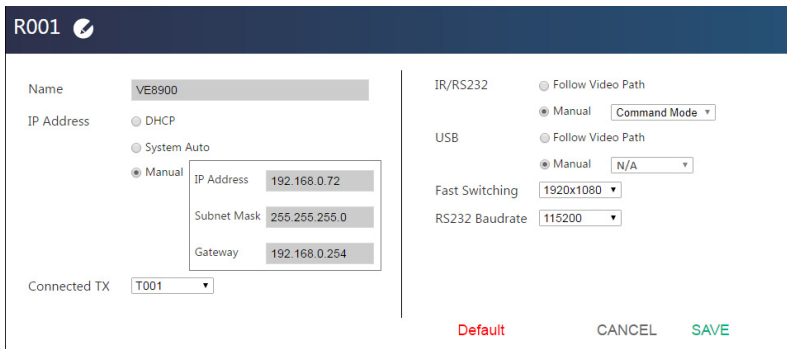 R001
Name VE8900
IP Address DHCP
System Auto
Manual
IP Address 192.168.0.72
Subnet Mask 255.255.255.0
Gateway 192.168.0.254
Connected TX T001
IR/RS232 Follow Video Path
Manual Command Mode
USB Follow Video Path
Manual N/A
Fast Switching 1920x1080
RS232 Baudrate 115200
Default CANCEL SAVE